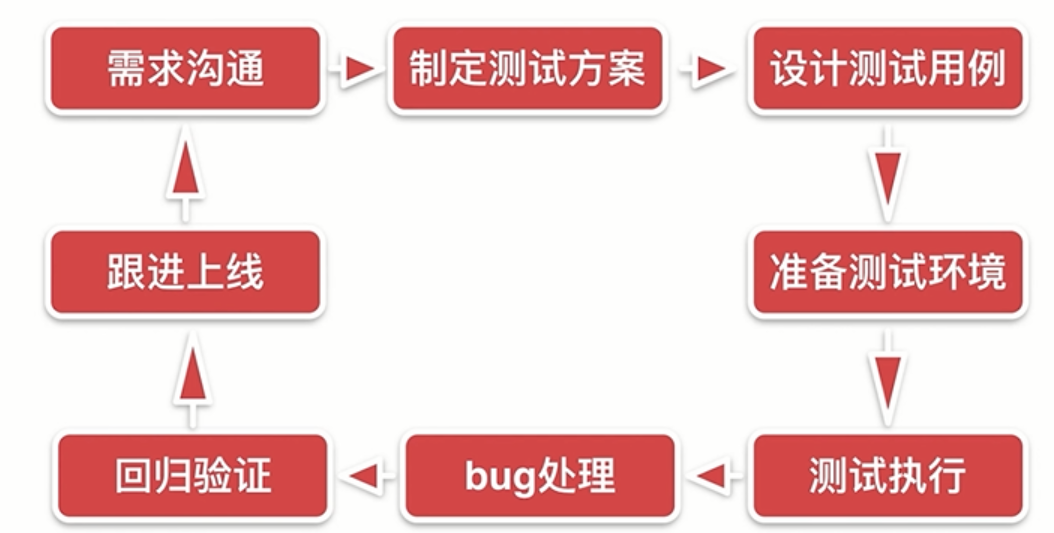 需求沟通
制定测试方案
设计测试用例
跟进上线
准备测试环境
回归验证
bug处理
测试执行